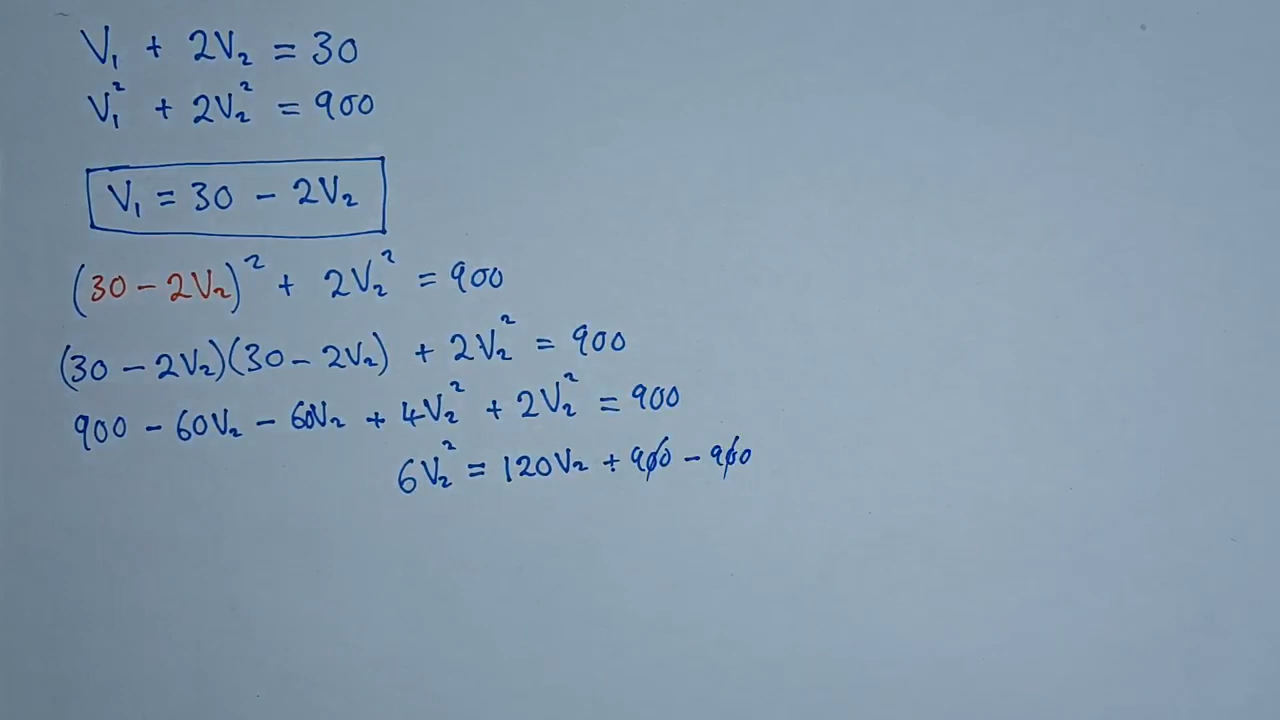 V₁ + 2V₂ = 30
V₁² + 2V₂² = 900
V₁ = 30 - 2V₂
(30 - 2V₂)² + 2V₂² = 900
(30 - 2V₂)(30 - 2V₂) + 2V₂² = 900
900 - 60V₂ - 60V₂ + 4V₂² + 2V₂² = 900
6V₂² = 120V₂ + 900 - 900